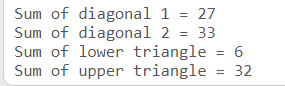 Sum of diagonal 1 = 27
Sum of diagonal 2 = 33
Sum of lower triangle = 6
Sum of upper triangle = 32